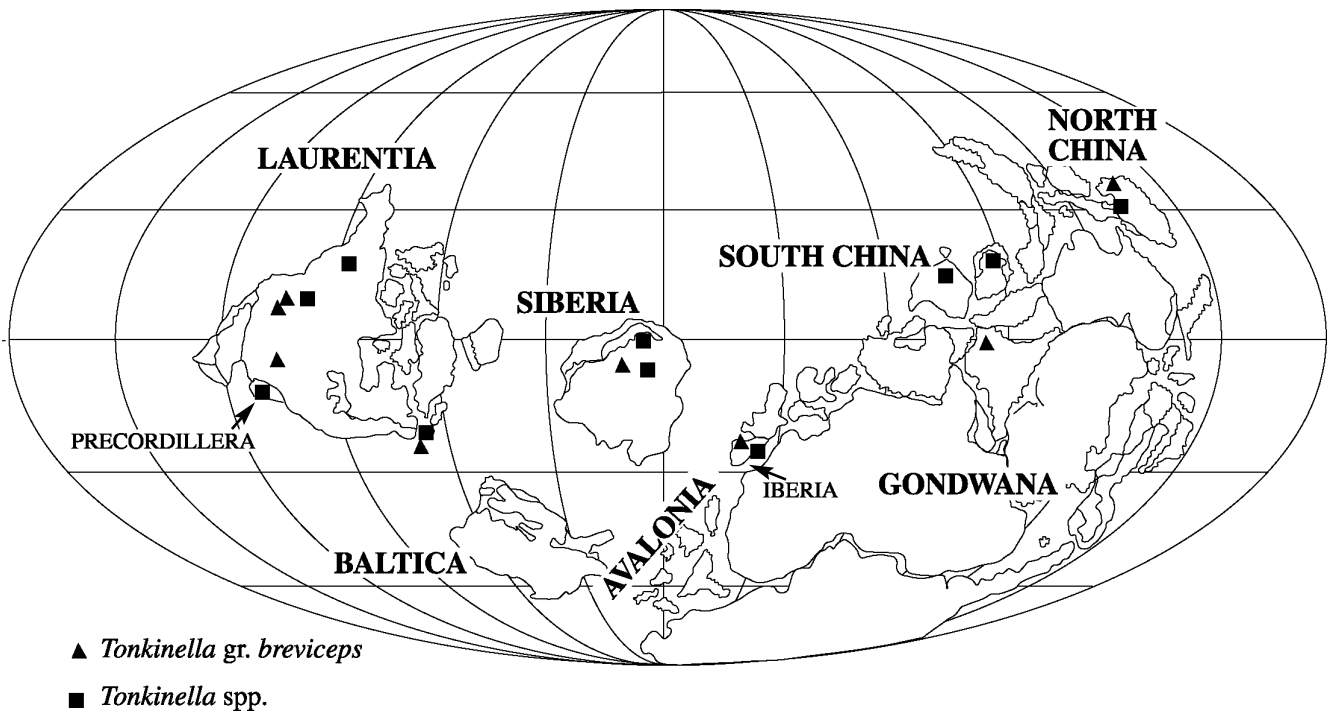 NORTH
CHINA
LAURENTIA
SOUTH CHINA
SIBERIA
PRECORDILLERA
IBERIA
GONDWANA
AVALONIA
BALTICA
Tonkinella gr. breviceps
Tonkinella spp.